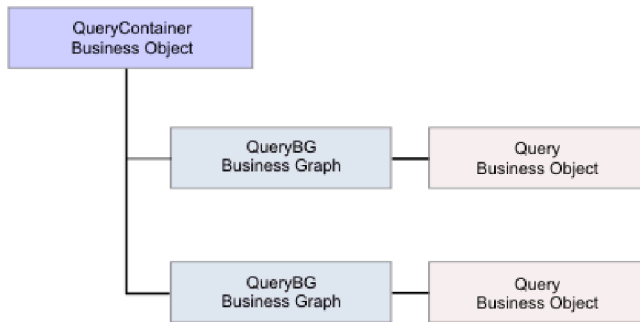 QueryContainer
Business Object
QueryBG
Business Graph
Query
Business Object
QueryBG
Business Graph
Query
Business Object